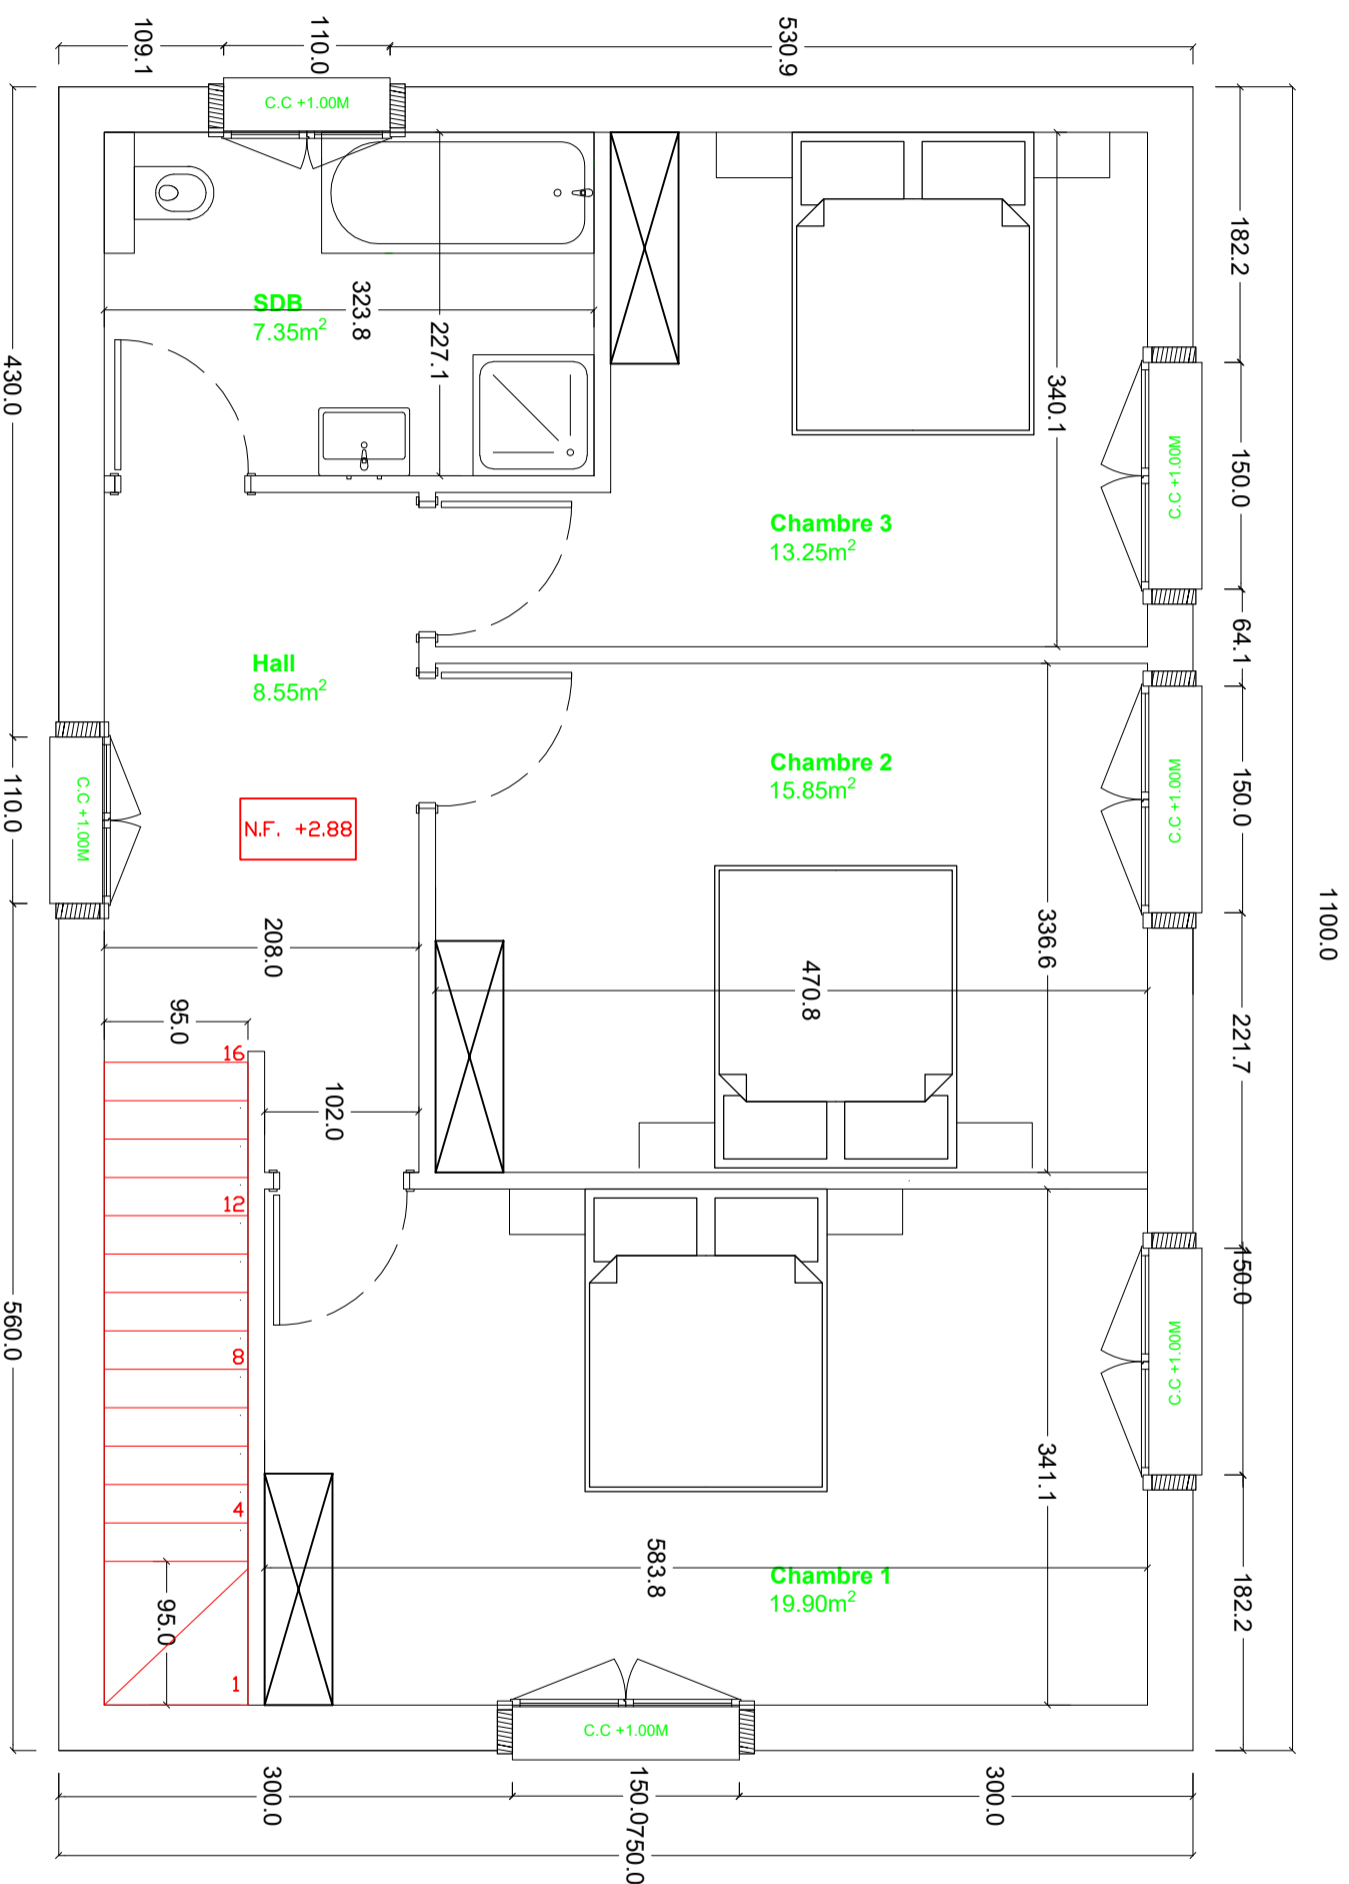 109.1
110.0
530.9
C.C +1.00M
182.2
SDB
7.35m²
323.8
227.1
430.0
340.1
150.0
C.C +1.00M
Chambre 3
13.25m²
64.1
Hall
8.55m²
Chambre 2
15.85m²
150.0
C.C +1.00M
110.0
C.C +1.00M
N.F. +2.88
1100.0
208.0
336.6
470.8
95.0
221.7
16
102.0
12
150.0
560.0
8
C.C +1.00M
4
341.1
583.8
Chambre 1
19.90m²
95.0
182.2
1
C.C +1.00M
300.0
150.0
300.0
750.0